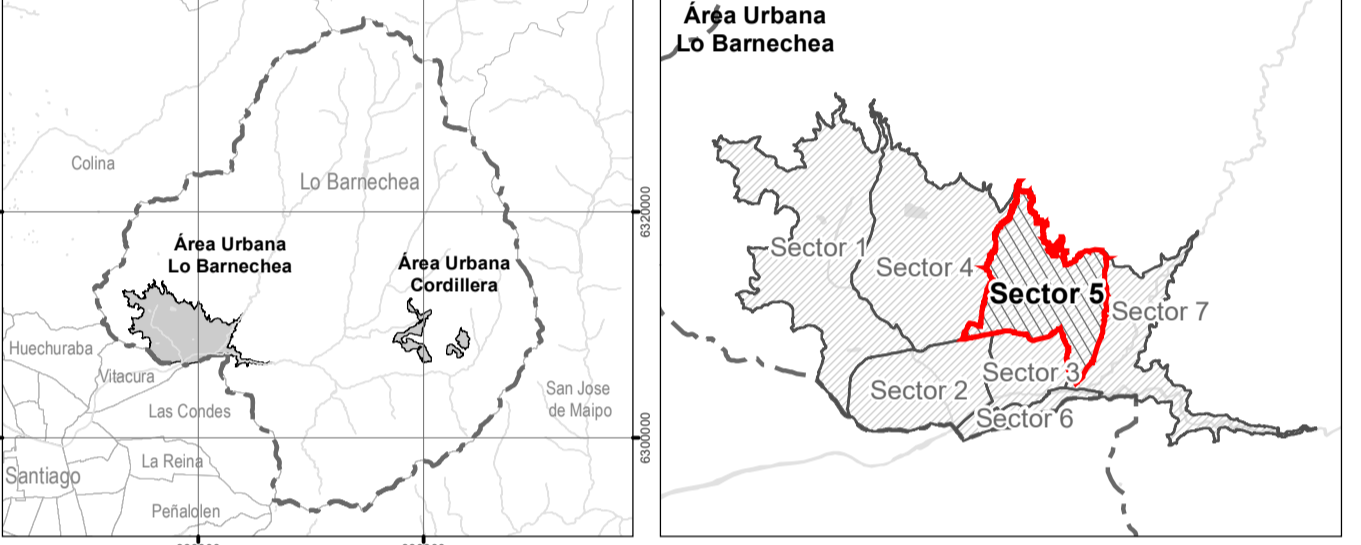 Colina
Lo Barnechea
Área Urbana
Lo Barnechea
Área Urbana
Cordillera
Huechuraba
Vitacura
Las Condes
San Jose
de Maipo
La Reina
Santiago
Peñalolen
6320000
6300000
Área Urbana
Lo Barnechea
Sector 1
Sector 4
Sector 5
Sector 7
Sector 3
Sector 2
Sector 6